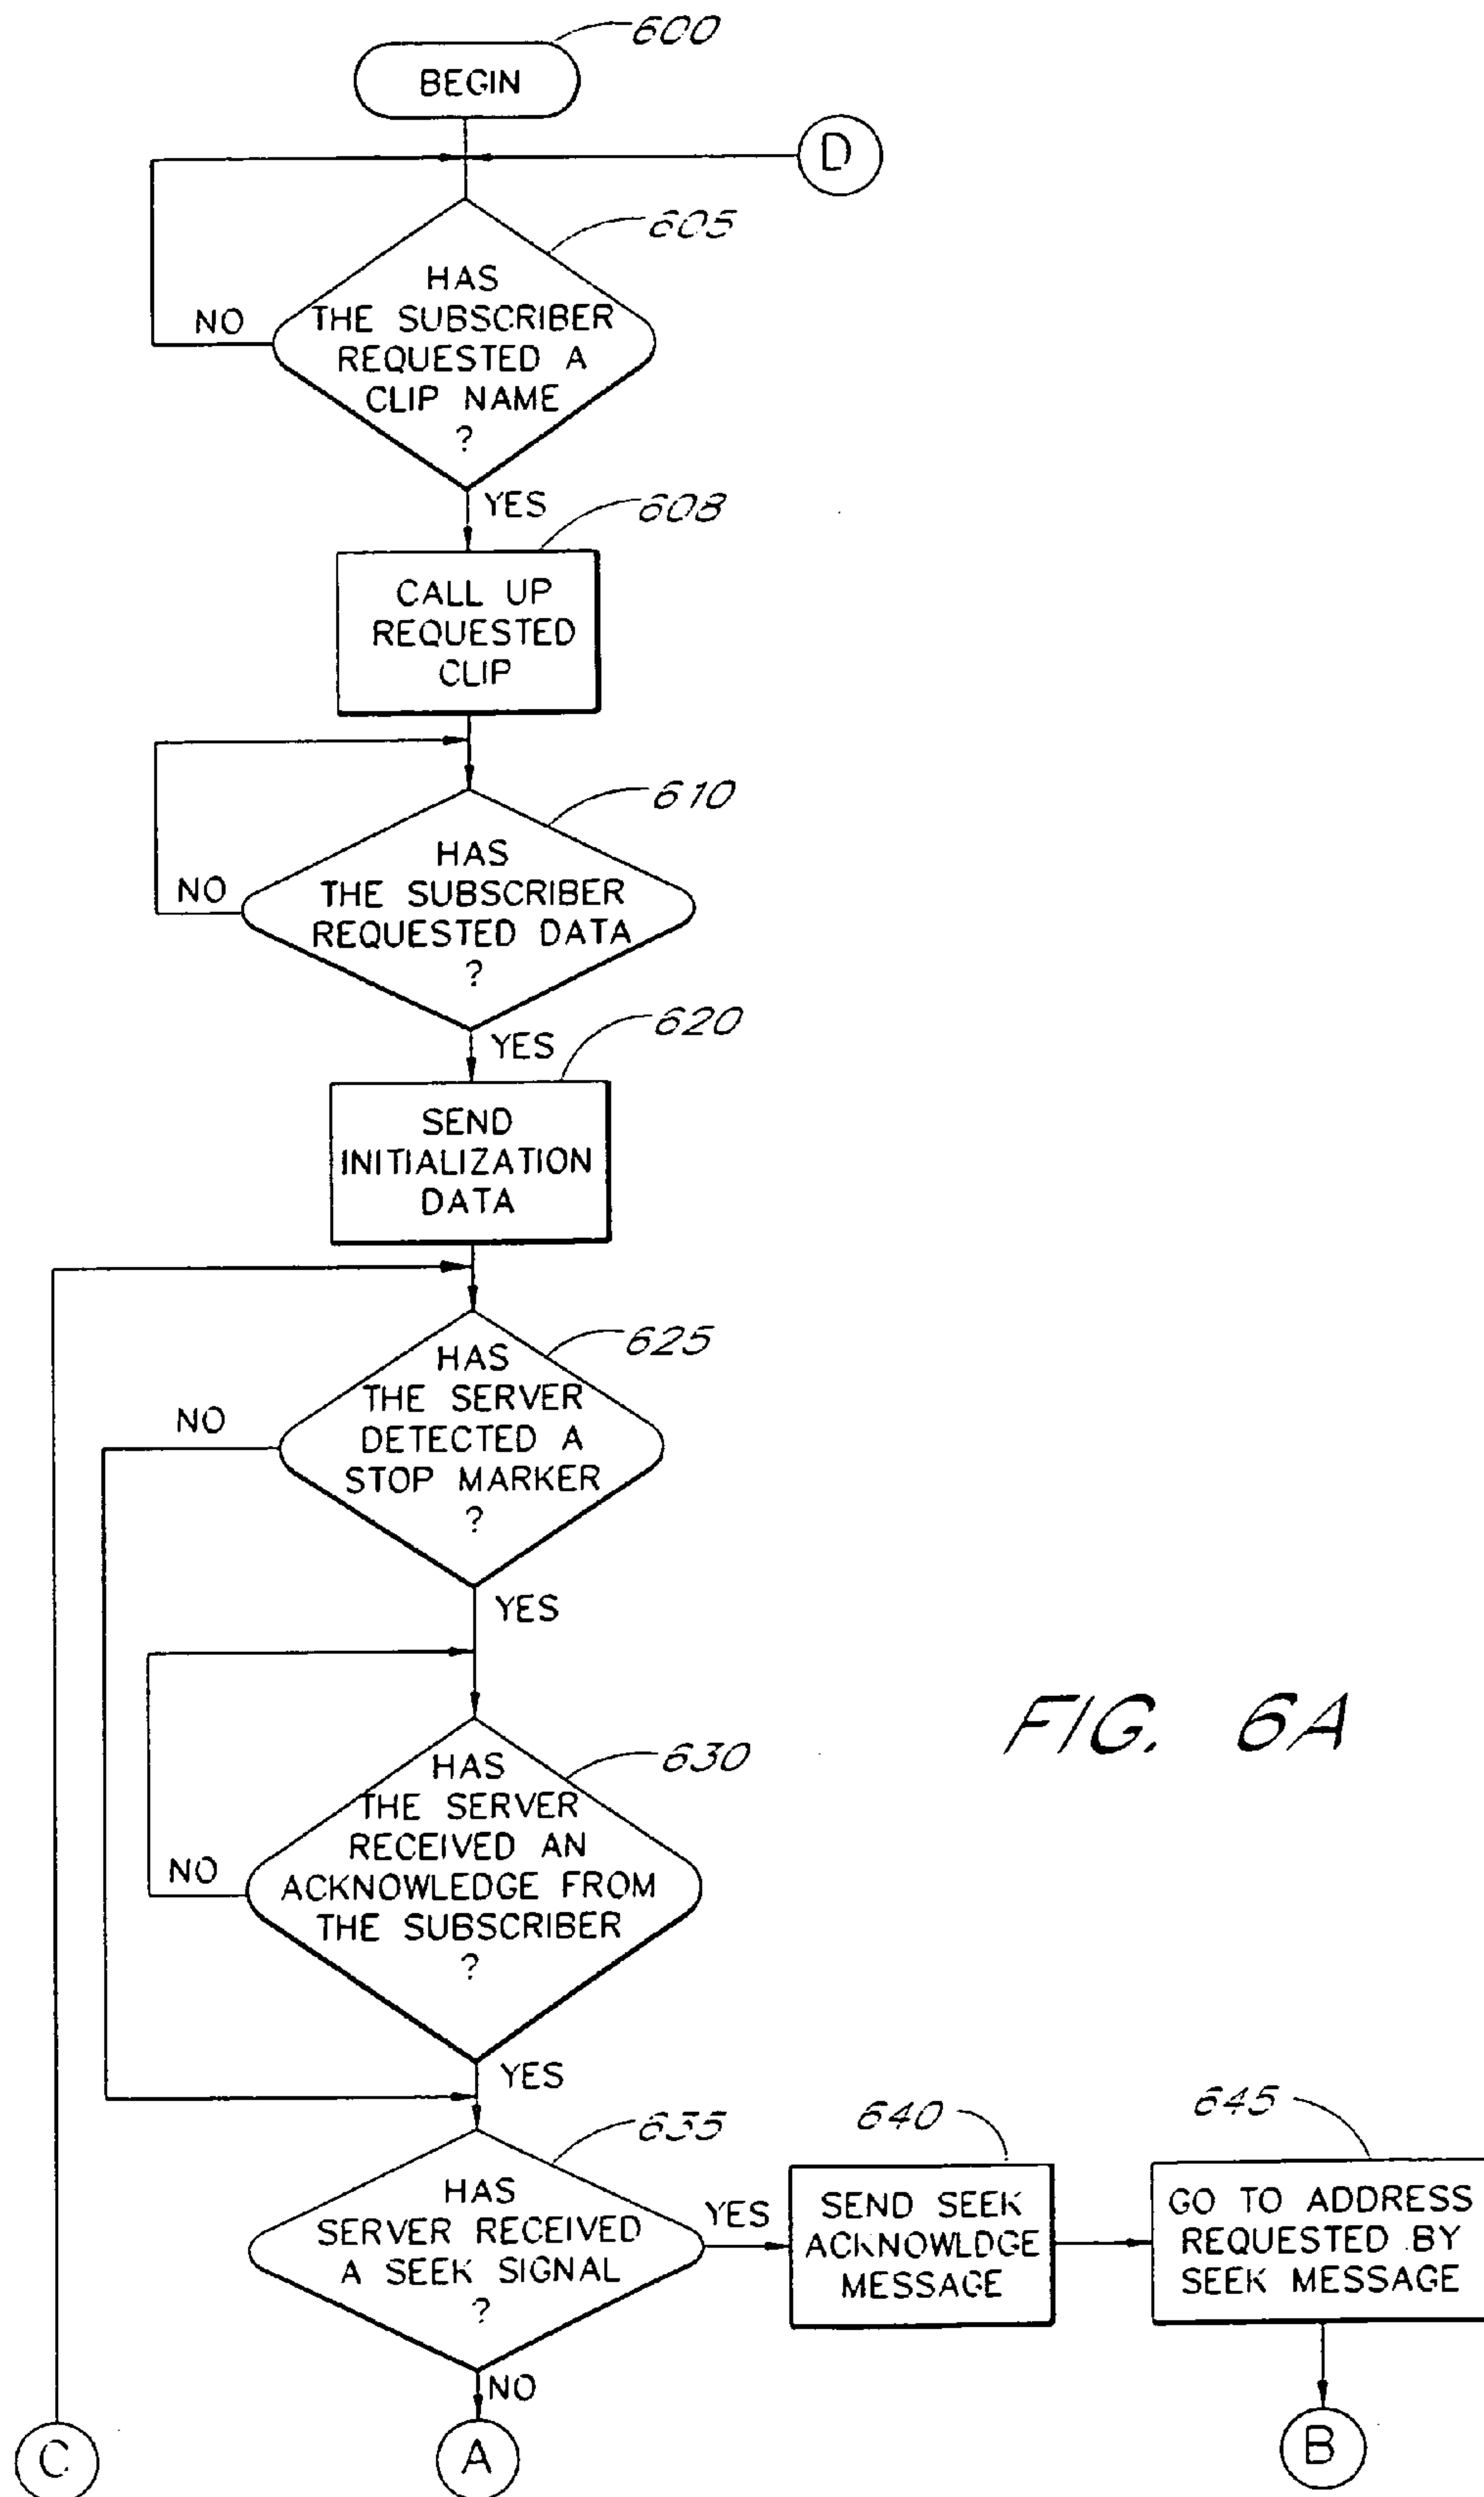 600
BEGIN
D
605
HAS
THE SUBSCRIBER
REQUESTED A
CLIP NAME
?
NO
YES
608
CALL UP
REQUESTED
CLIP
610
HAS
THE SUBSCRIBER
REQUESTED DATA
?
NO
YES
620
SEND
INITIALIZATION
DATA
625
HAS
THE SERVER
DETECTED A
STOP MARKER
?
NO
YES
FIG. 6A
630
HAS
THE SERVER
RECEIVED AN
ACKNOWLEDGE FROM
THE SUBSCRIBER
?
NO
YES
635
HAS
SERVER RECEIVED
A SEEK SIGNAL
?
YES
NO
640
SEND SEEK
ACKNOWLDGE
MESSAGE
645
GO TO ADDRESS
REQUESTED BY
SEEK MESSAGE
C
A
B